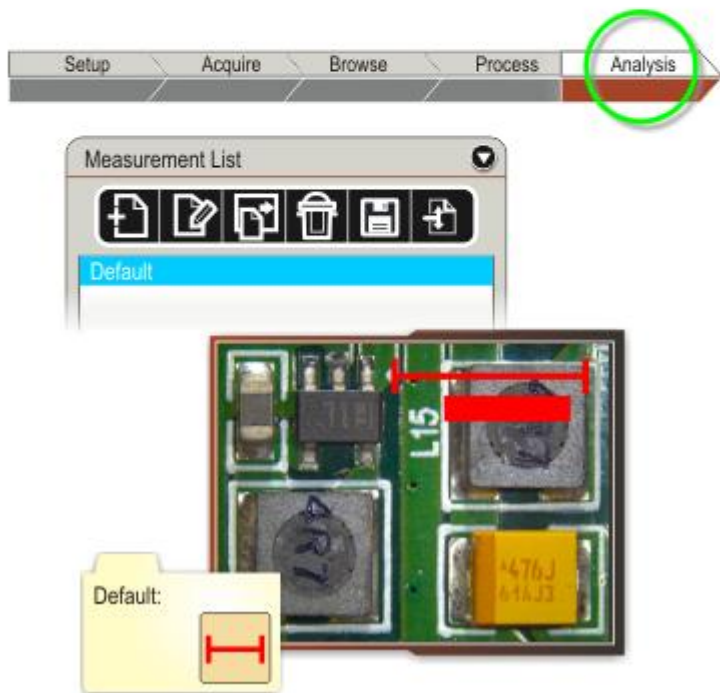 Setup Acquire Browse Process Analysis
Measurement List
Default
L15
4R7
476J
Default: